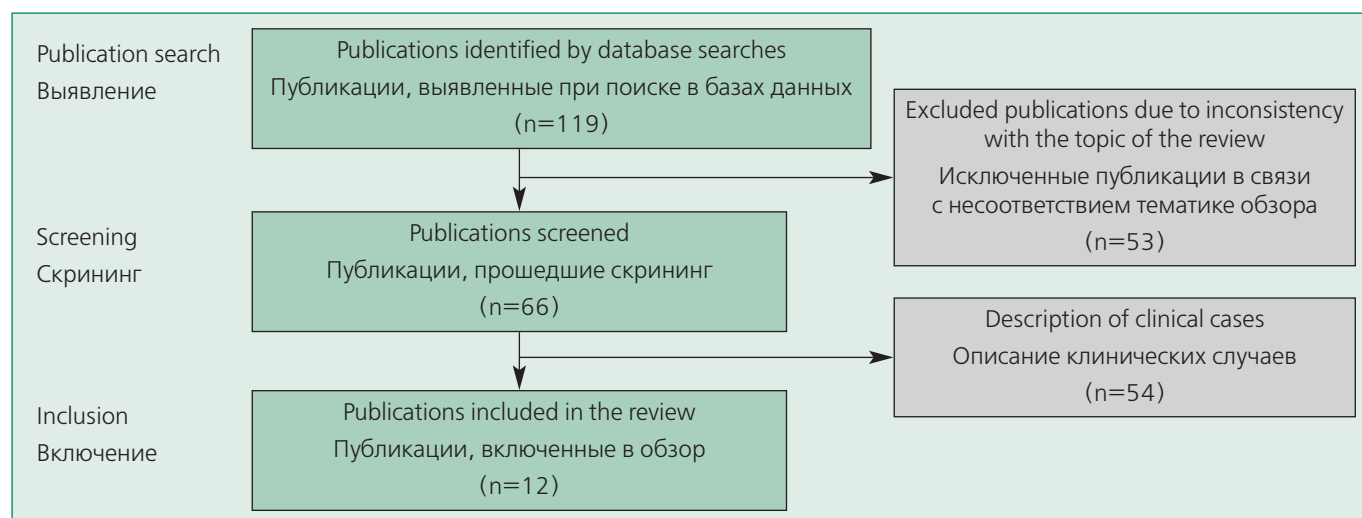 Publication search
Выявление
Publications identified by database searches
Публикации, выявленные при поиске в базах данных
(n=119)
Excluded publications due to inconsistency
with the topic of the review
Исключенные публикации в связи
с несоответствием тематике обзора
(n=53)
Screening
Скрининг
Publications screened
Публикации, прошедшие скрининг
(n=66)
Description of clinical cases
Описание клинических случаев
(n=54)
Inclusion
Включение
Publications included in the review
Публикации, включенные в обзор
(n=12)